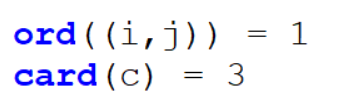 ord((i,j)) = 1
card(c) = 3